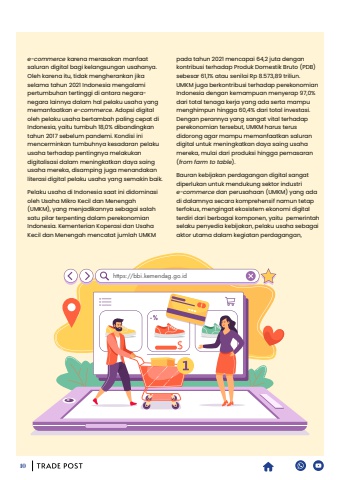 e-commerce karena merasakan manfaat
saluran digital bagi kelangsungan usahanya.
Oleh karena itu, tidak mengherankan jika
selama tahun 2021 Indonesia mengalami
pertumbuhan tertinggi di antara negara-
negara lainnya dalam hal pelaku usaha yang
memanfaatkan e-commerce. Adopsi digital
oleh pelaku usaha bertambah paling cepat di
Indonesia, yaitu tumbuh 18,0% dibandingkan
tahun 2017 sebelum pandemi. Kondisi ini
mencerminkan tumbuhnya kesadaran pelaku
usaha terhadap pentingnya melakukan
digitalisasi dalam meningkatkan daya saing
usaha mereka, disamping juga menandakan
literasi digital pelaku usaha yang semakin baik.
Pelaku usaha di Indonesia saat ini didominasi
oleh Usaha Mikro Kecil dan Menengah
(UMKM), yang menjadikannya sebagai salah
satu pilar terpenting dalam perekonomian
Indonesia. Kementerian Koperasi dan Usaha
Kecil dan Menengah mencatat jumlah UMKM
pada tahun 2021 mencapai 64,2 juta dengan
kontribusi terhadap Produk Domestik Bruto (PDB)
sebesar 61,1% atau senilai Rp 8.573,89 triliun.
UMKM juga berkontribusi terhadap perekonomian
Indonesia dengan kemampuan menyerap 97,0%
dari total tenaga kerja yang ada serta mampu
menghimpun hingga 60,4% dari total investasi.
Dengan perannya yang sangat vital terhadap
perekonomian tersebut, UMKM harus terus
didorong agar mampu memanfaatkan saluran
digital untuk meningkatkan daya saing usaha
mereka, mulai dari produksi hingga pemasaran
(from farm to table).
Bauran kebijakan perdagangan digital sangat
diperlukan untuk mendukung sektor industri
e-commerce dan perusahaan (UMKM) yang ada
di dalamnya secara komprehensif namun tetap
terfokus, mengingat ekosistem ekonomi digital
terdiri dari berbagai komponen, yaitu pemerintah
selaku penyedia kebijakan, pelaku usaha sebagai
aktor utama dalam kegiatan perdagangan,
https://bbi.kemendag.go.id
-%
S
1
TRADE POST